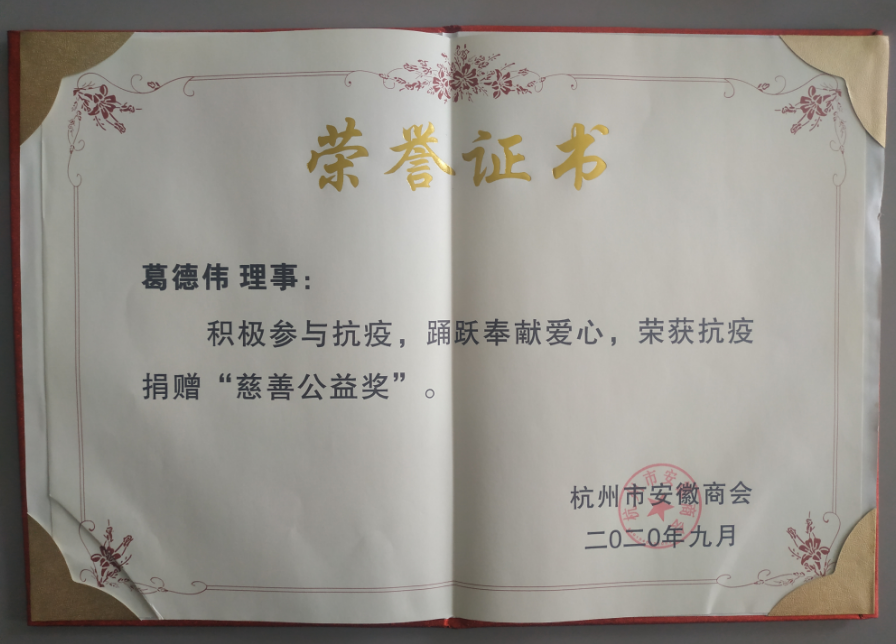 荣誉证书
葛德伟 理事：
积极参与抗疫，踊跃奉献爱心，荣获抗疫
捐赠“慈善公益奖”。
杭州市安徽商会
二0二0年九月